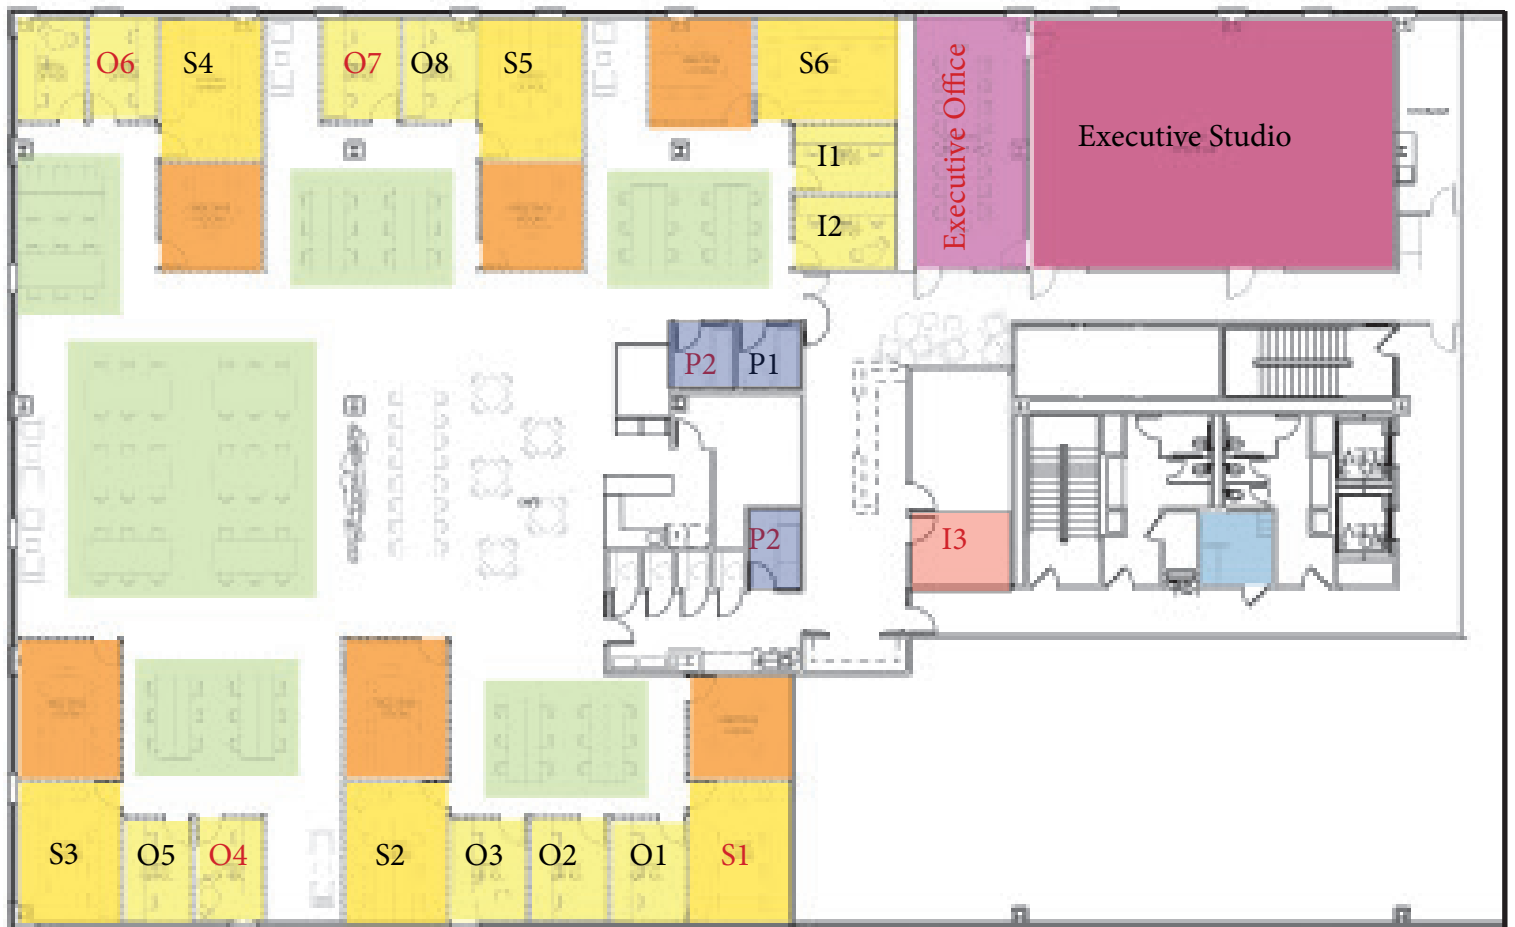 O6
S4
O7
O8
S5
S6
Executive Office
Executive Studio
I1
I2
P2
P1
P2
I3
S3
O5
O4
S2
O3
O2
O1
S1